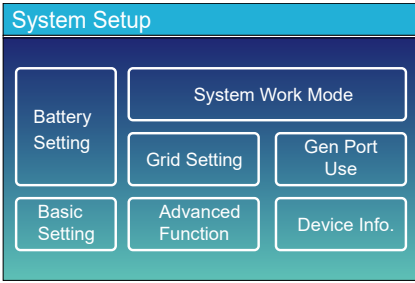 System Setup
System Work Mode
Battery
Setting
Grid Setting
Gen Port
Use
Basic
Setting
Advanced
Function
Device Info.